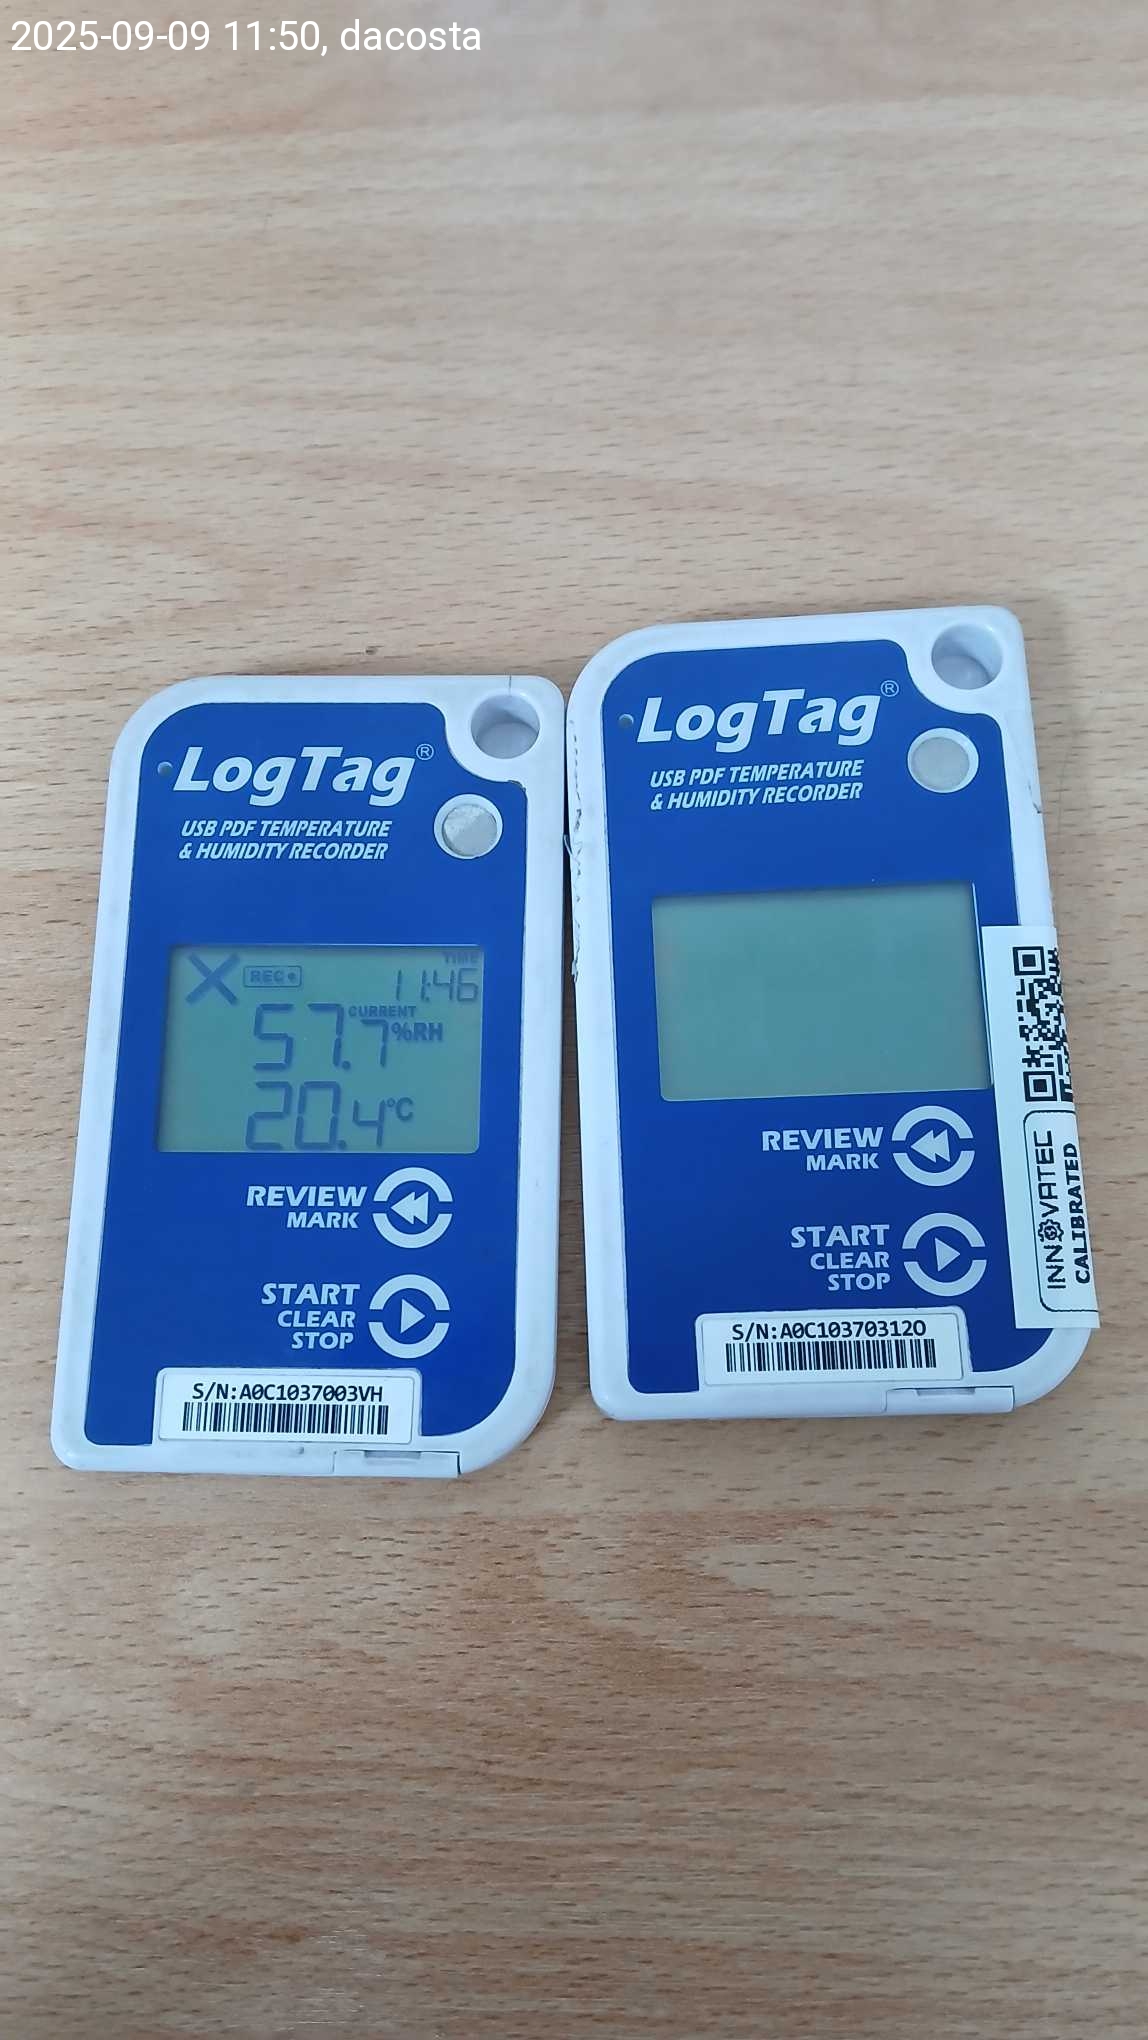 2025-09-09 11:50, dacosta
LogTag®
USB PDF TEMPERATURE
& HUMIDITY RECORDER
REC
TIME
11:46
CURRENT
57.7 %RH
20.4 °C
REVIEW
MARK
START
CLEAR
STOP
S/N:A0C1037003VH
LogTag®
USB PDF TEMPERATURE
& HUMIDITY RECORDER
REVIEW
MARK
START
CLEAR
STOP
S/N:A0C10370312O
INNOVATEC
CALIBRATED